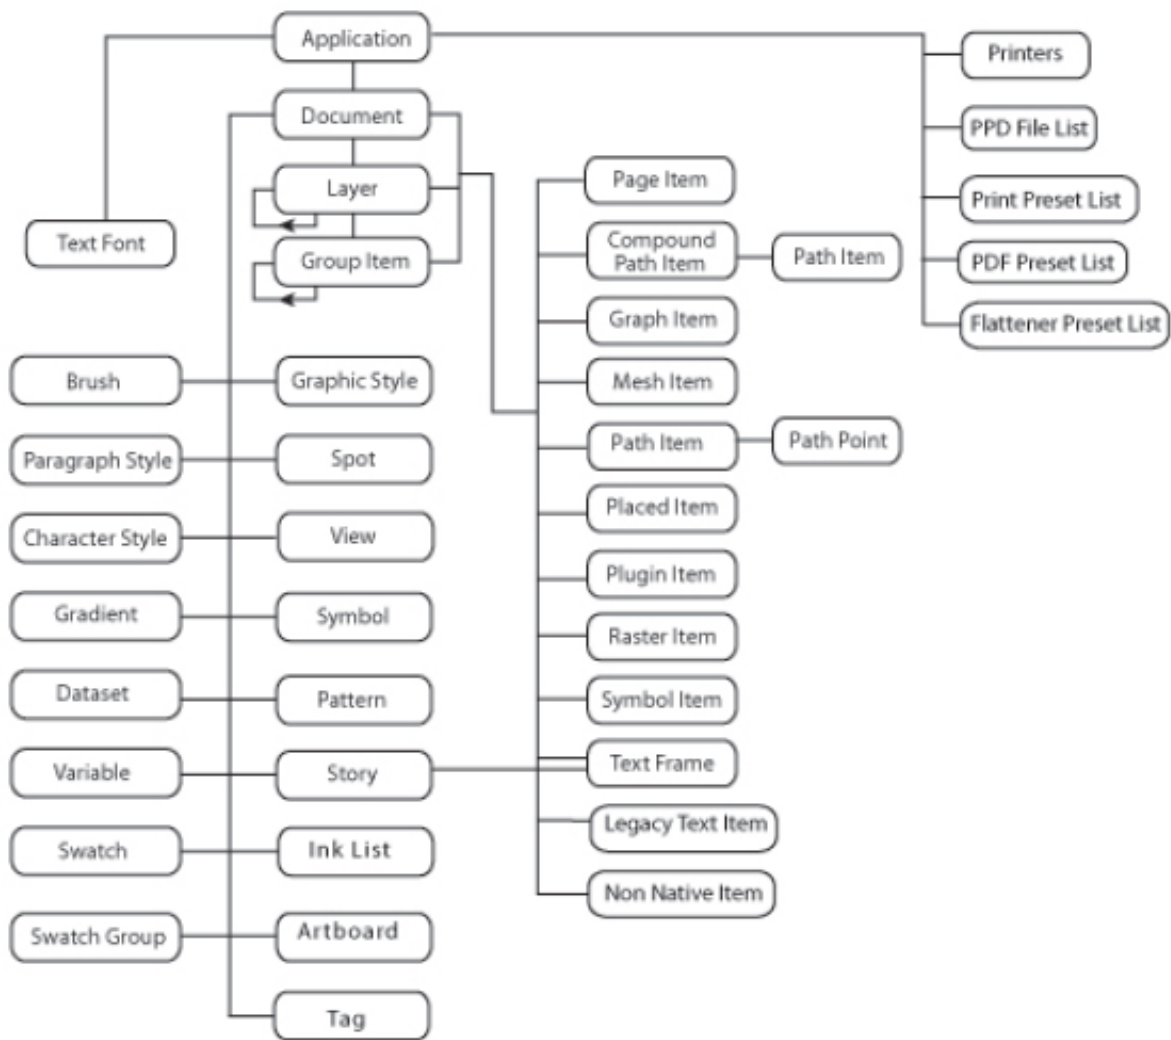 Application
Document
Layer
Group Item
Text Font
Printers
PPD File List
Print Preset List
PDF Preset List
Flattener Preset List
Page Item
Compound
Path Item
Path Item
Graph Item
Mesh Item
Path Item
Path Point
Placed Item
Plugin Item
Raster Item
Symbol Item
Text Frame
Legacy Text Item
Non Native Item
Brush
Graphic Style
Paragraph Style
Spot
Character Style
View
Gradient
Symbol
Dataset
Pattern
Variable
Story
Swatch
Ink List
Swatch Group
Artboard
Tag